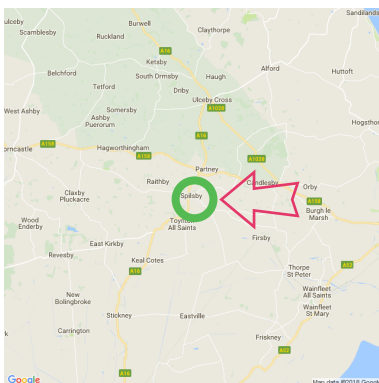 Sandilands
ulceby
Burwell
Claythorpe
Scamblesby
Ruckland
A16
Ketsby
Alford
Belchford
South Ormsby
Haugh
Huttoft
Tetford
Driby
Ulceby Cross
A1028
West Ashby
Somersby
Ashby
Puerorum
Hogsthor
A16
orncastle
A158
Hagworthingham
A158
A1028
Partney
Raithby
Candlesby
Orby
Claxby
Pluckacre
Spilsby
A158
Burgh le
Marsh
Wood
Enderby
Toynton
All Saints
Firsby
East Kirkby
Revesby
Keal Cotes
A52
A16
Thorpe
St Peter
New
Bolingbroke
Wainfleet
All Saints
Stickney
Eastville
Wainfleet
St Mary
Carrington
k
Friskney
A52
A16
Google
Map data ©2018 Google